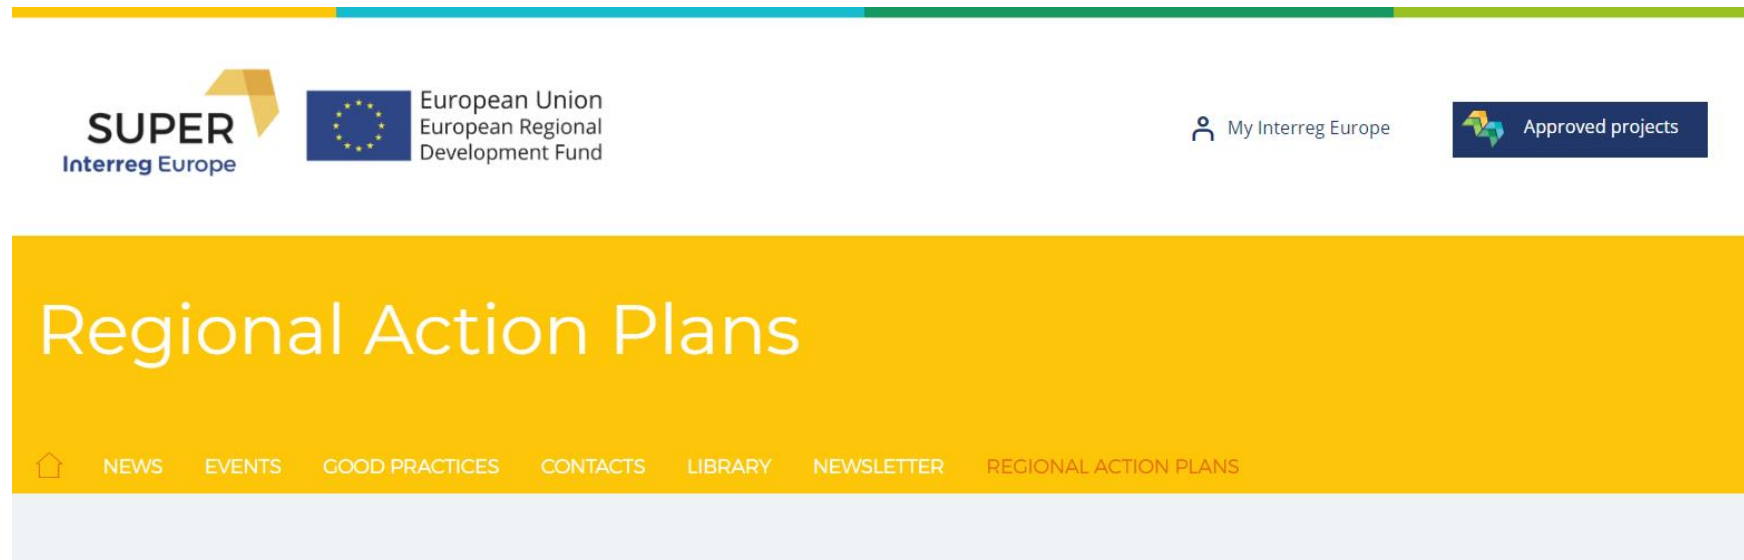 SUPER
Interreg Europe
European Union
European Regional
Development Fund
My Interreg Europe
Approved projects
Regional Action Plans
NEWS EVENTS GOOD PRACTICES CONTACTS LIBRARY NEWSLETTER REGIONAL ACTION PLANS